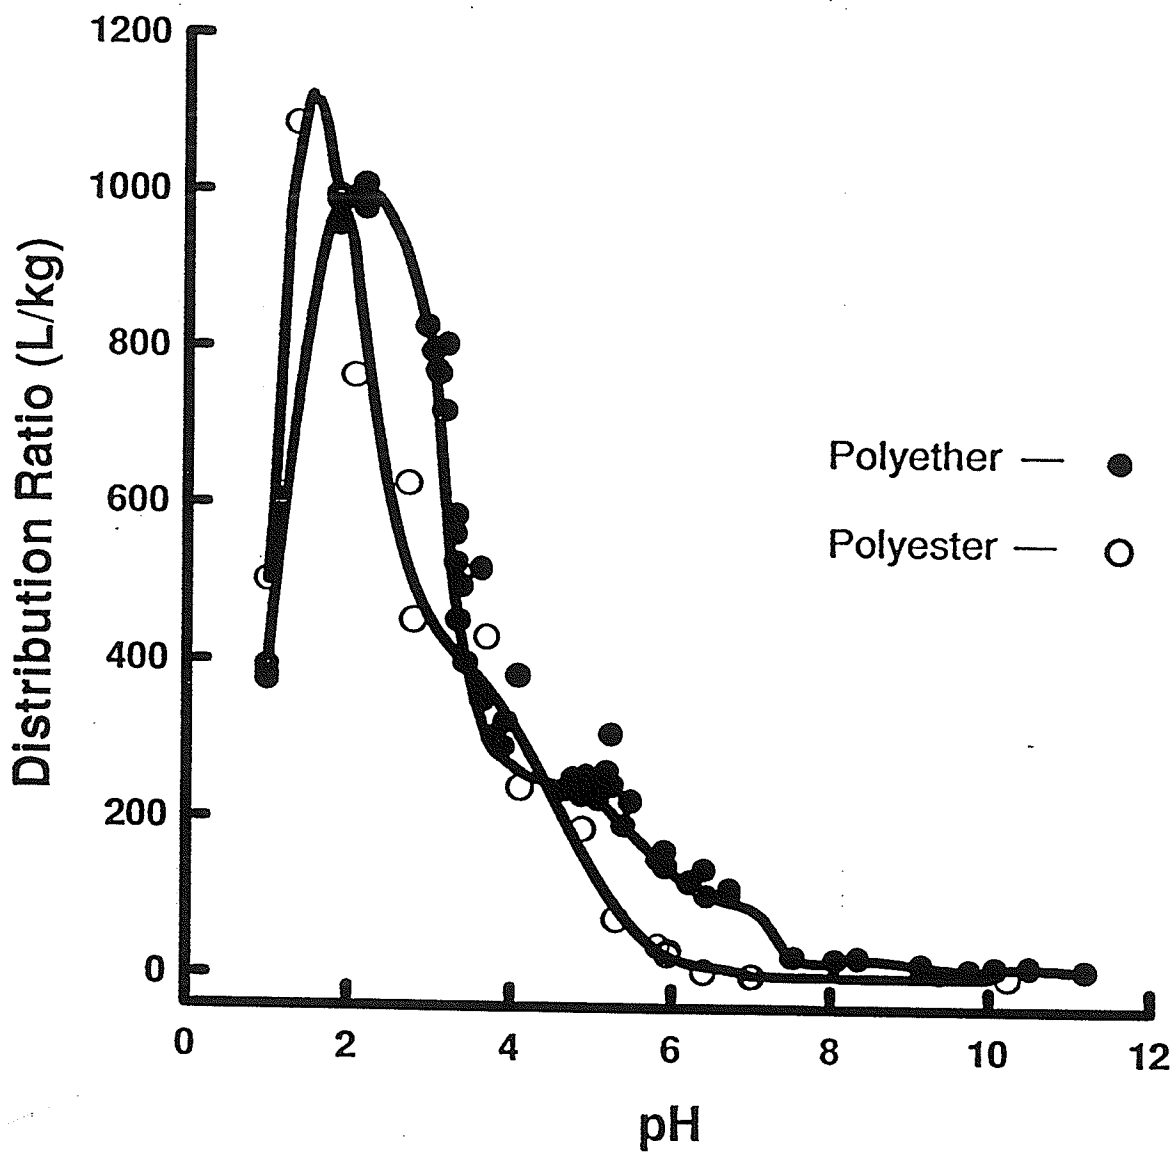 Distribution Ratio (L/kg)
1200
1000
800
600
400
200
0
Polyether —
Polyester —
0 2 4 6 8 10 12
pH